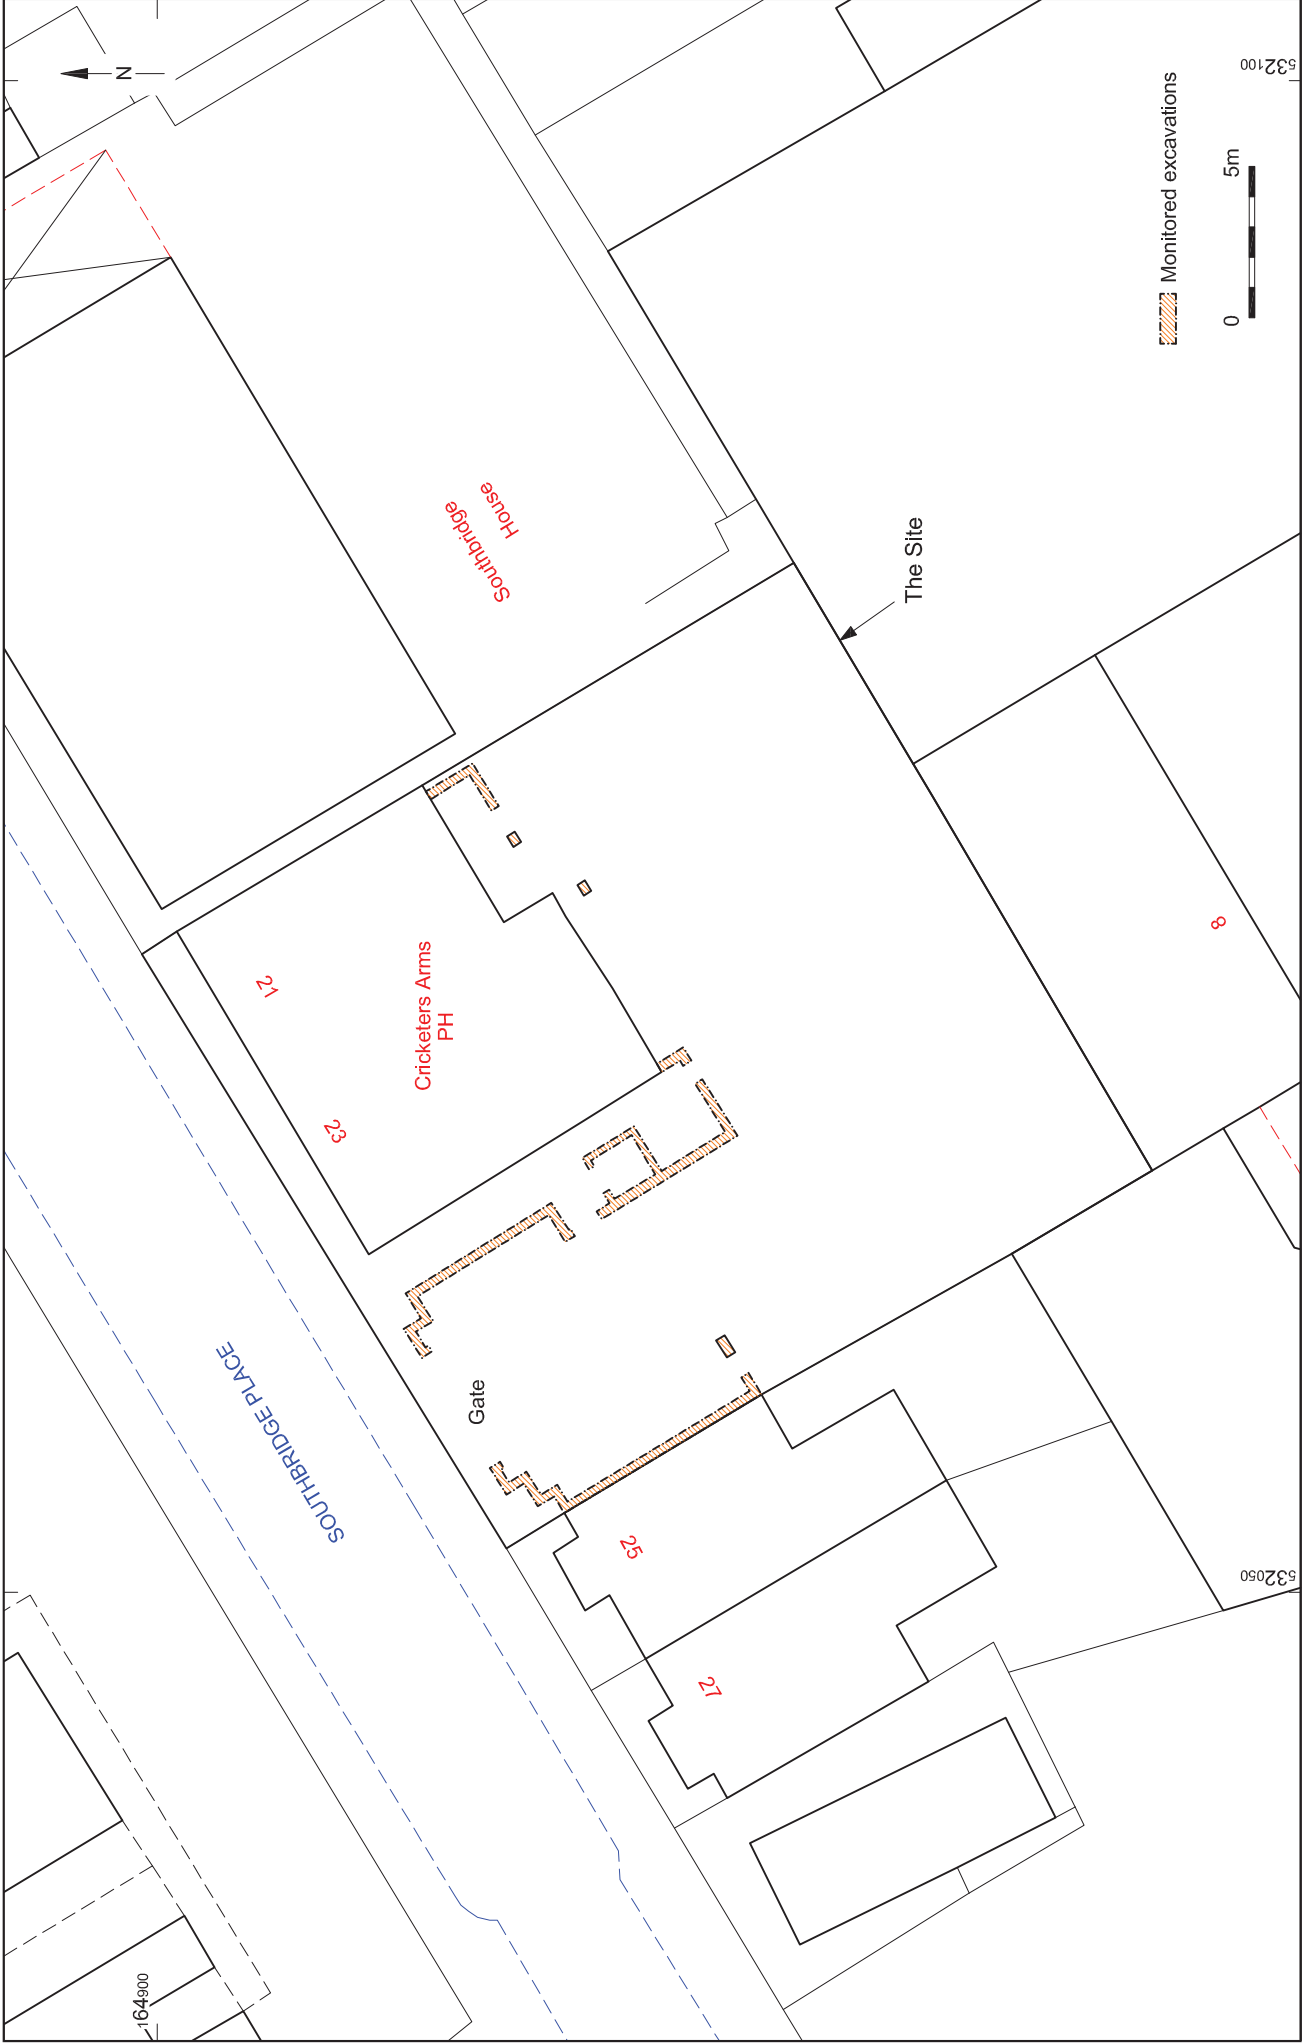 N
532100
Monitored excavations
0
5m
Southbridge
House
The Site
21
Cricketers Arms
PH
23
8
SOUTHBRIDGE PLACE
Gate
25
27
532050
164900